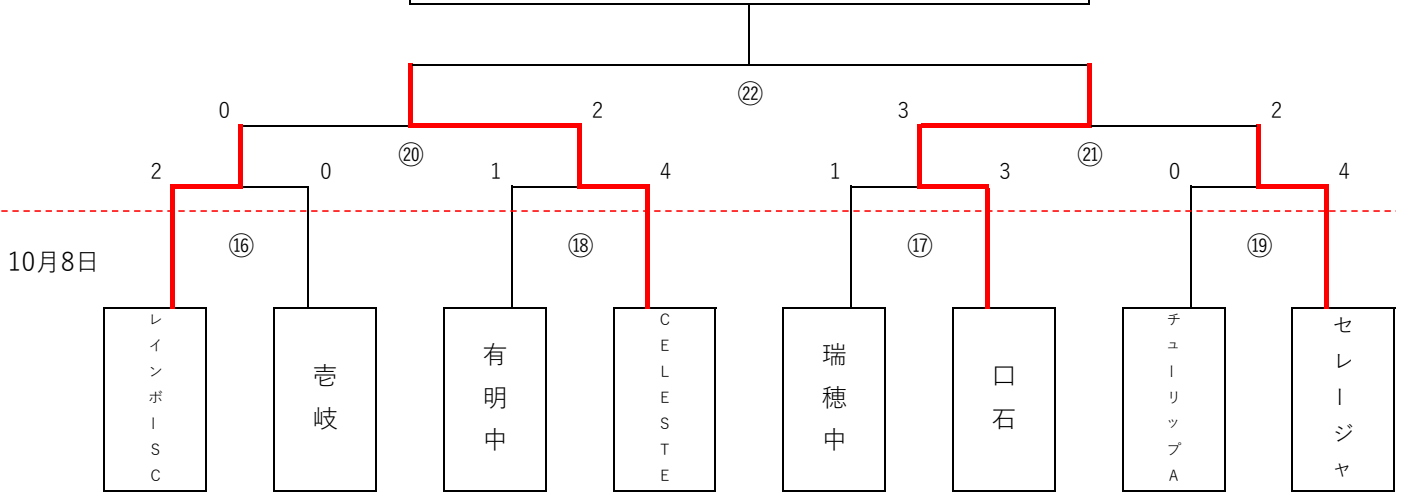 ㉒
0
2
3
2
⑳
㉑
2
0
1
4
1
3
0
4
10月8日
⑯
⑱
⑰
⑲
レインボーSC
壱岐
有明中
CELESTE
瑞穂中
口石
チューリップA
セレージャ